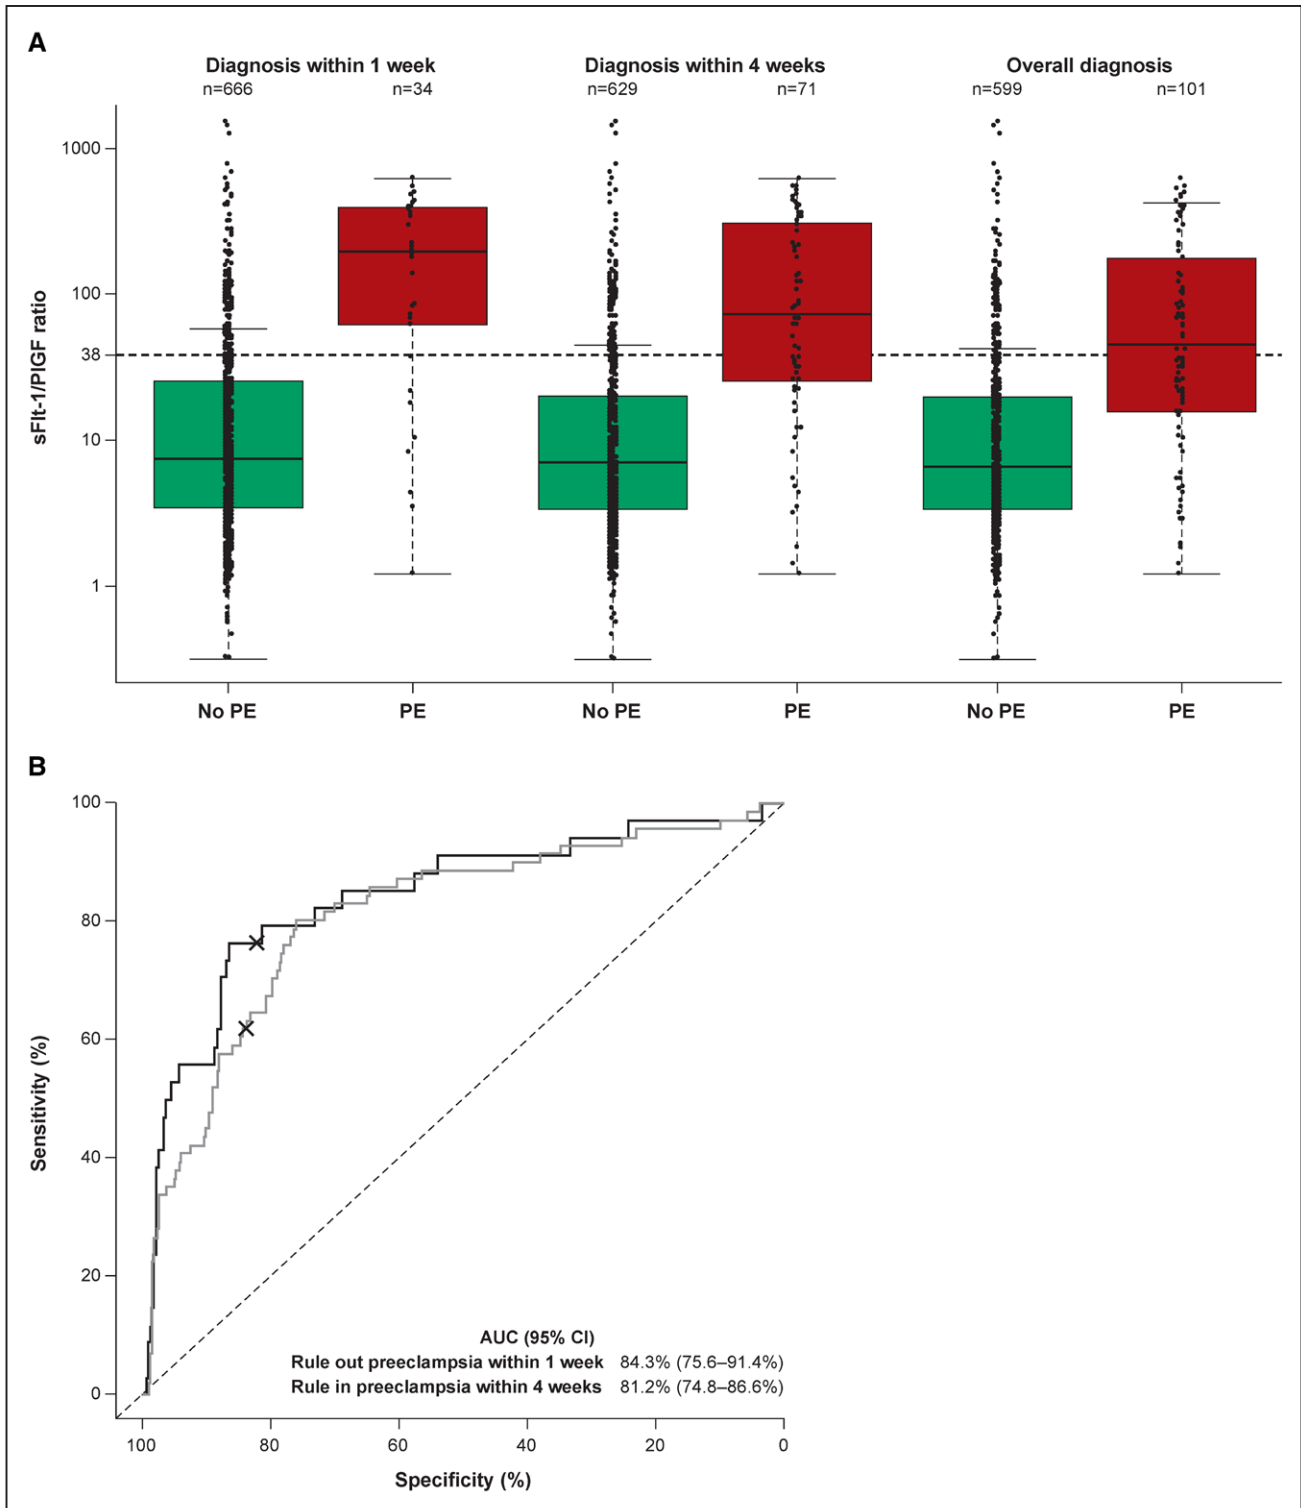 A
Diagnosis within 1 week
Diagnosis within 4 weeks
Overall diagnosis
n=666
n=34
n=629
n=71
n=599
n=101
sFlt-1/PlGF ratio
1000
100
38
10
1
No PE
PE
No PE
PE
No PE
PE
B
Sensitivity (%)
100
80
60
40
20
0
AUC (95% CI)
Rule out preeclampsia within 1 week 84.3% (75.6–91.4%)
Rule in preeclampsia within 4 weeks 81.2% (74.8–86.6%)
100 80 60 40 20 0
Specificity (%)